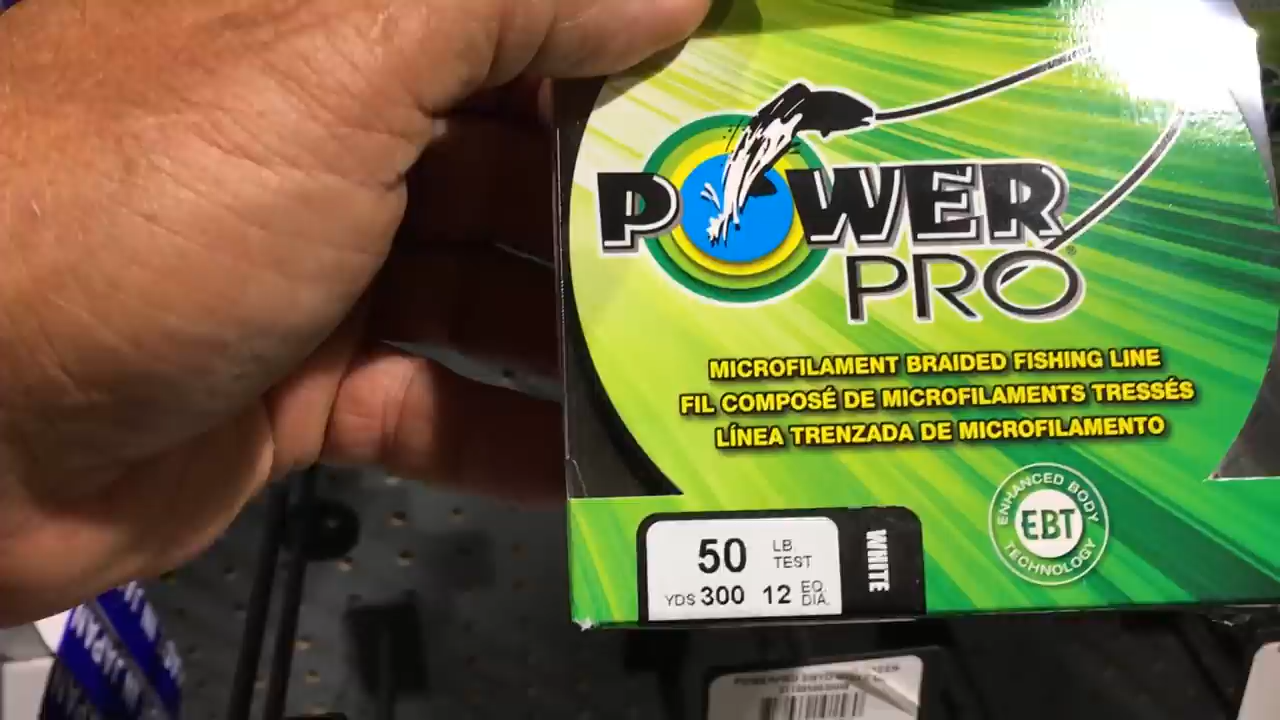 POWER
PRO®
MICROFILAMENT BRAIDED FISHING LINE
FIL COMPOSÉ DE MICROFILAMENTS TRESSÉS
LÍNEA TRENZADA DE MICROFILAMENTO
ENHANCED BODY
EBT
TECHNOLOGY
50 LB TEST
YDS 300 12 EQ. DIA.
WHITE